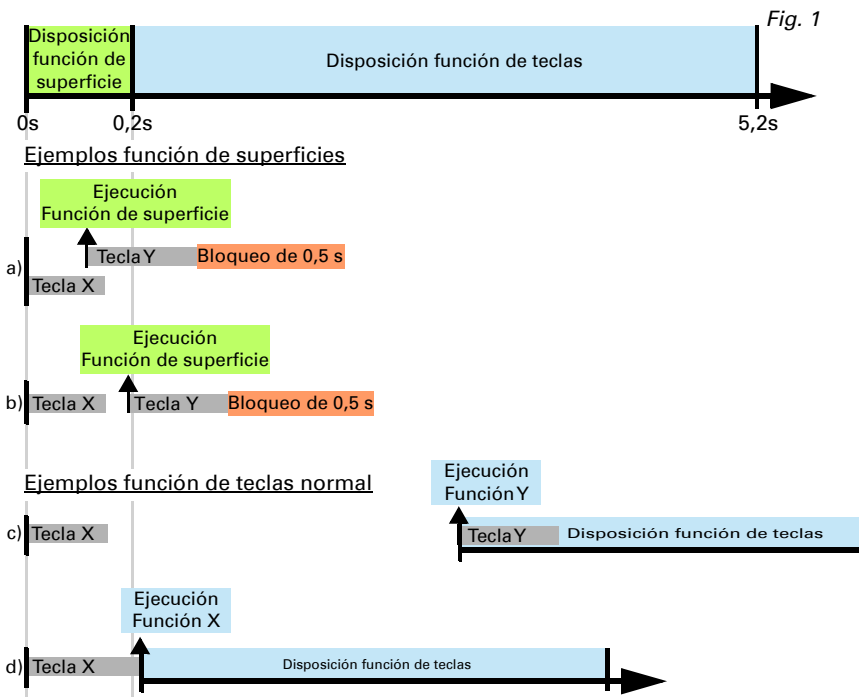 Fig. 1
Disposición
función de
superficie
Disposición función de teclas
0s
0,2s
5,2s
Ejemplos función de superficies
Ejecución
Función de superficie
a)
Tecla Y
Bloqueo de 0,5 s
Tecla X
Ejecución
Función de superficie
b)
Tecla X
Tecla Y
Bloqueo de 0,5 s
Ejemplos función de teclas normal
Ejecución
Función Y
c)
Tecla X
Tecla Y
Disposición función de teclas
Ejecución
Función X
d)
Tecla X
Disposición función de teclas